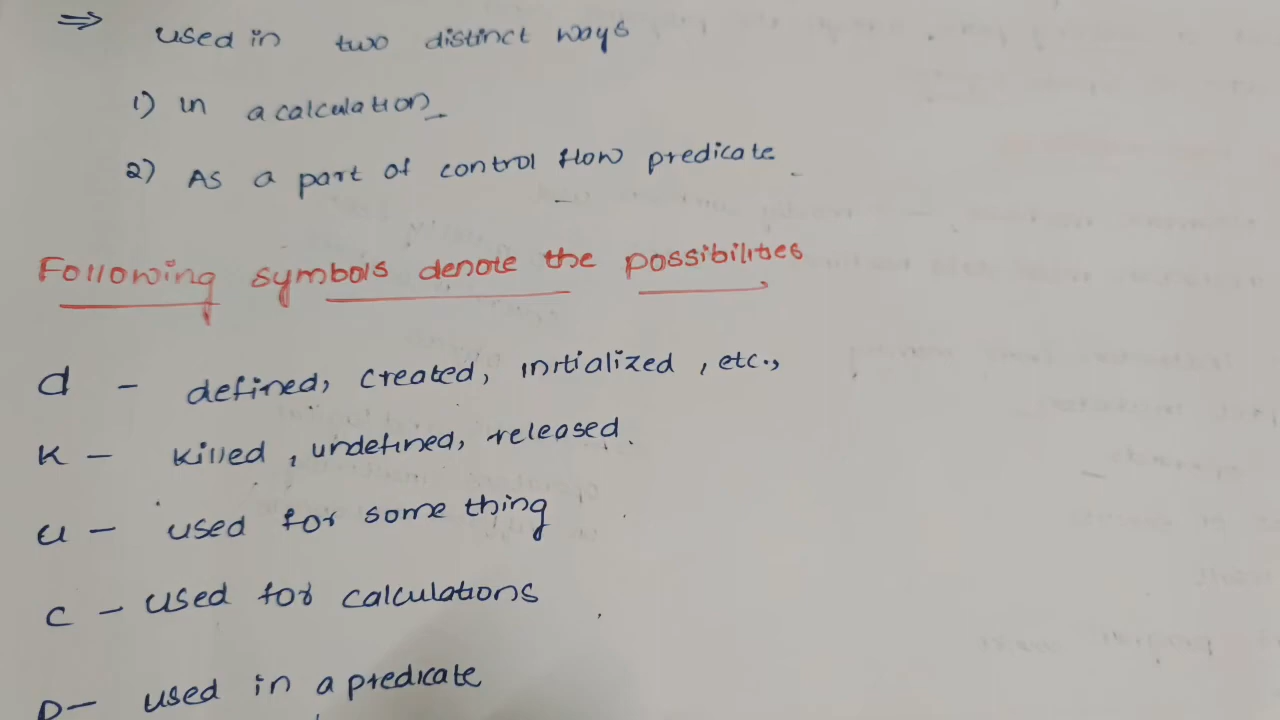 ⇒ used in two distinct ways
1) in a calculation
2) As a part of control flow predicate
Following symbols denote the possibilities
d - defined, created, initialized, etc.,
K - Killed, undefined, released.
u - used for some thing
C - used for calculations
P - used in a predicate